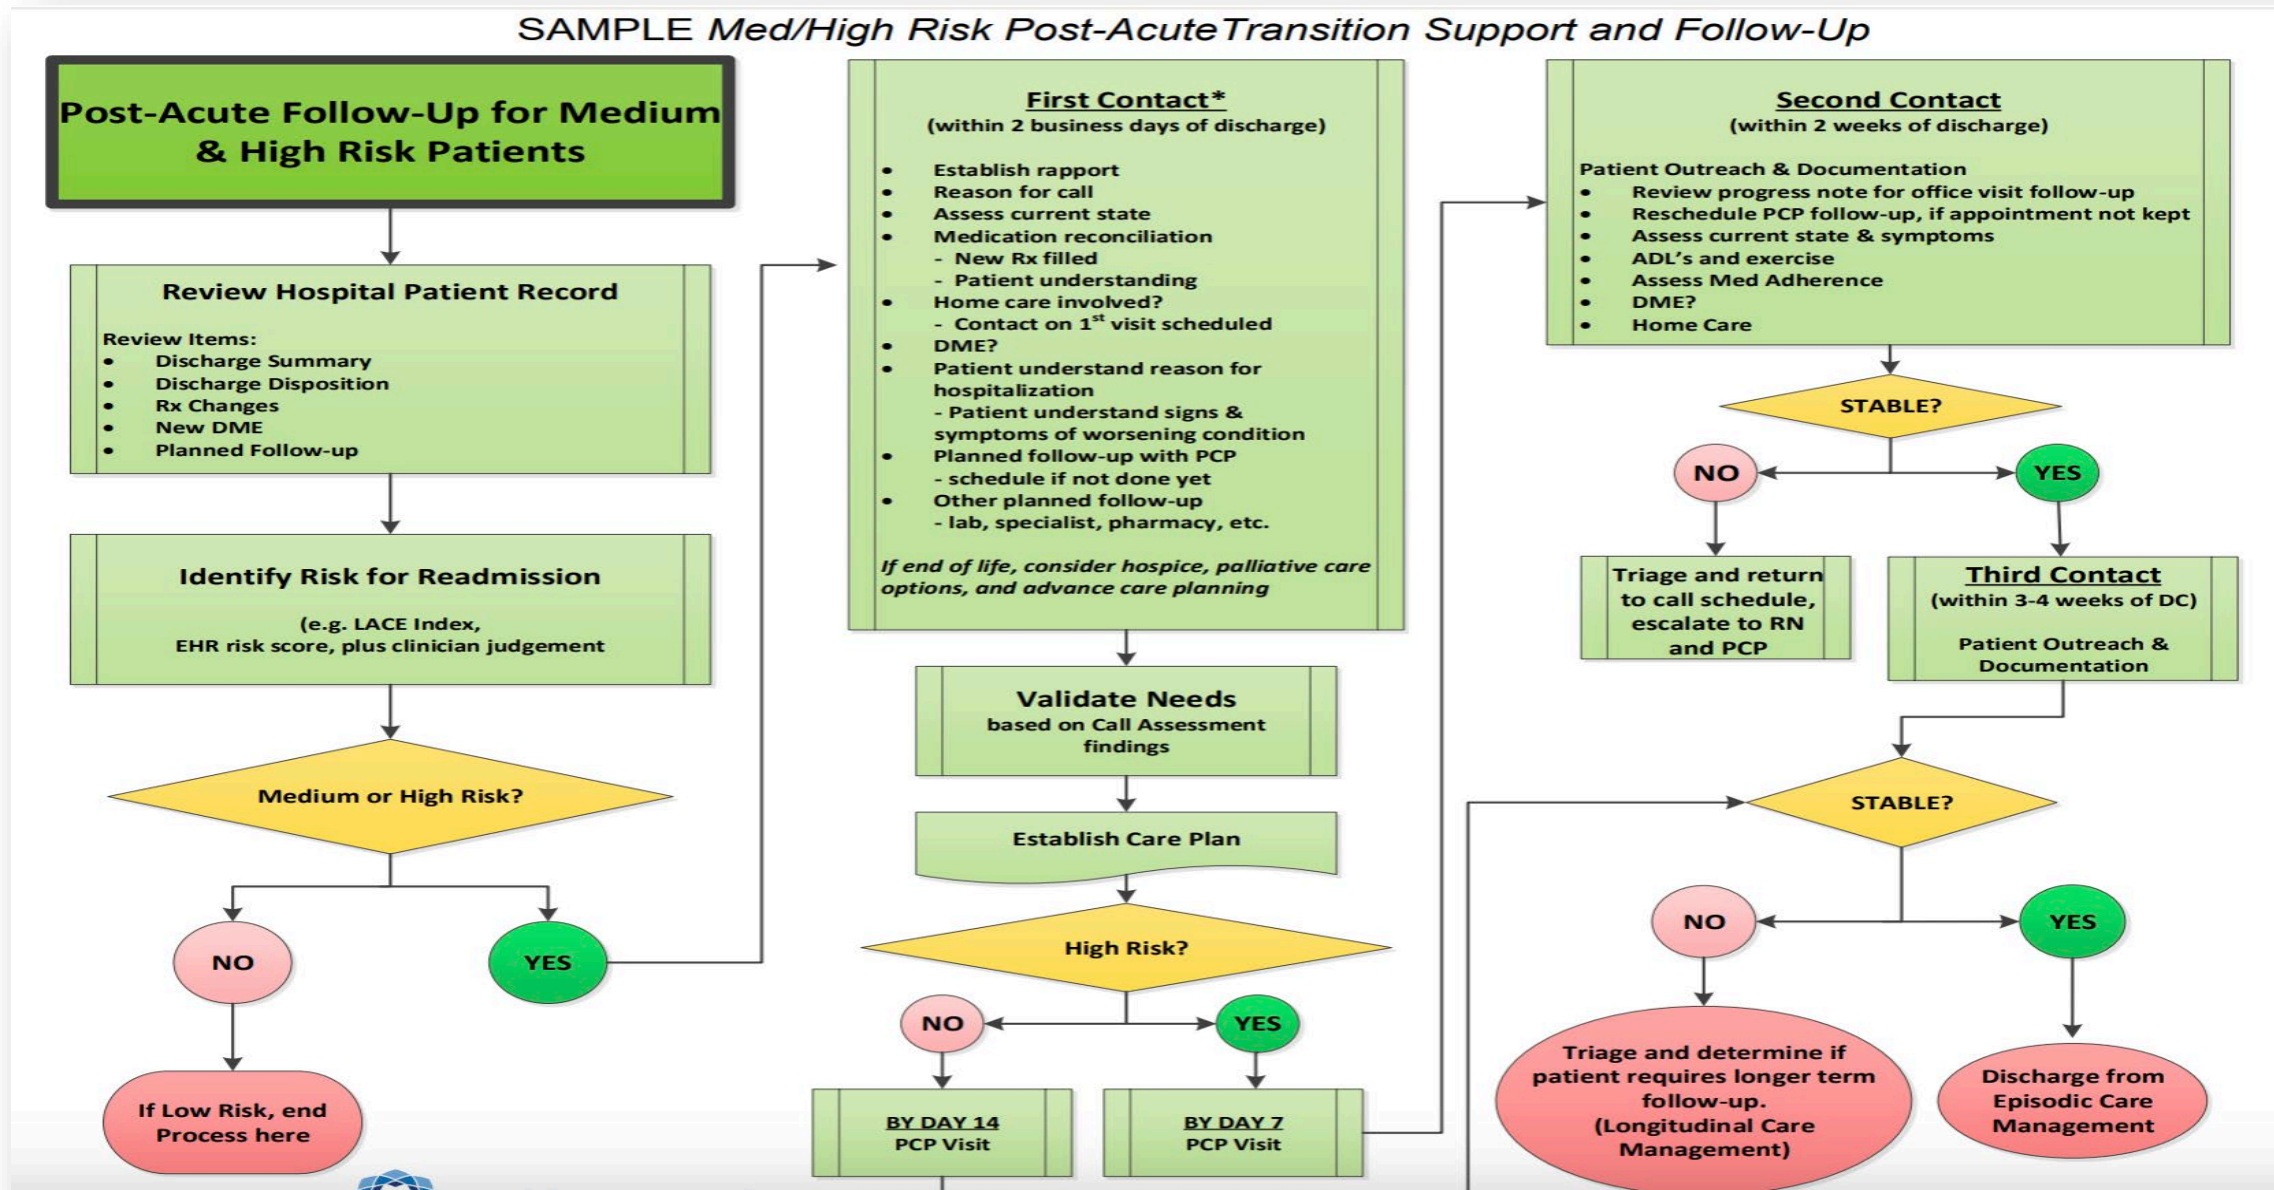 SAMPLE Med/High Risk Post-AcuteTransition Support and Follow-Up
Post-Acute Follow-Up for Medium
& High Risk Patients
Review Hospital Patient Record
Review Items:
• Discharge Summary
• Discharge Disposition
• Rx Changes
• New DME
• Planned Follow-up
Identify Risk for Readmission
(e.g. LACE Index,
EHR risk score, plus clinician judgement
Medium or High Risk?
NO
YES
If Low Risk, end
Process here
First Contact*
(within 2 business days of discharge)
• Establish rapport
• Reason for call
• Assess current state
• Medication reconciliation
- New Rx filled
- Patient understanding
• Home care involved?
- Contact on 1st visit scheduled
• DME?
• Patient understand reason for
hospitalization
- Patient understand signs &
symptoms of worsening condition
• Planned follow-up with PCP
- schedule if not done yet
• Other planned follow-up
- lab, specialist, pharmacy, etc.
If end of life, consider hospice, palliative care
options, and advance care planning
Validate Needs
based on Call Assessment
findings
Establish Care Plan
High Risk?
NO
YES
BY DAY 14
PCP Visit
BY DAY 7
PCP Visit
Second Contact
(within 2 weeks of discharge)
Patient Outreach & Documentation
• Review progress note for office visit follow-up
• Reschedule PCP follow-up, if appointment not kept
• Assess current state & symptoms
• ADL's and exercise
• Assess Med Adherence
• DME?
• Home Care
STABLE?
NO
YES
Triage and return
to call schedule,
escalate to RN
and PCP
Third Contact
(within 3-4 weeks of DC)
Patient Outreach &
Documentation
STABLE?
NO
YES
Triage and determine if
patient requires longer term
follow-up.
(Longitudinal Care
Management)
Discharge from
Episodic Care
Management